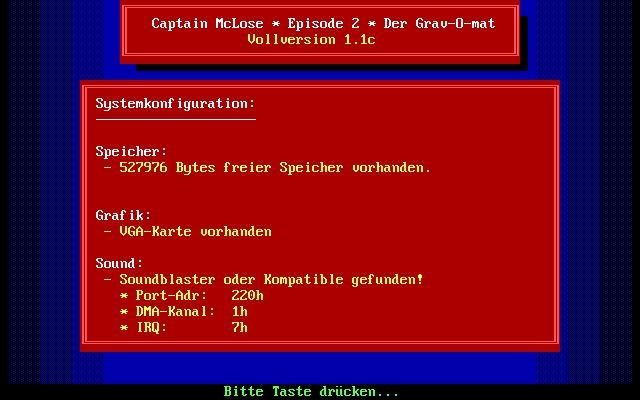 Captain McLose * Episode 2 * Der Grav-O-mat
Vollversion 1.1c
Systemkonfiguration:
Speicher:
- 527976 Bytes freier Speicher vorhanden.
Grafik:
- VGA-Karte vorhanden
Sound:
- Soundblaster oder Kompatible gefunden!
* Port-Adr: 220h
* DMA-Kanal: 1h
* IRQ: 7h
Bitte Taste drücken...